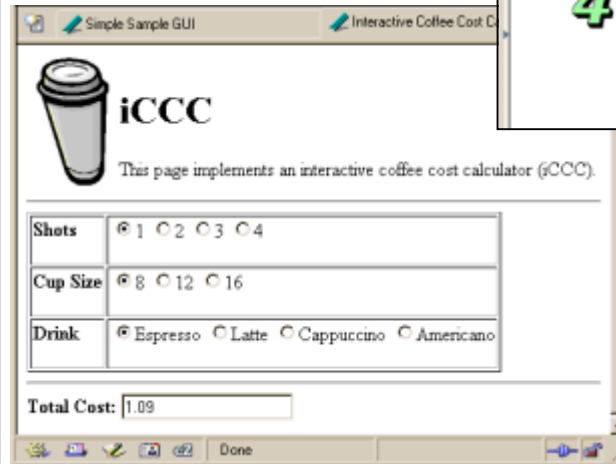 Simple Sample GUI Interactive Coffee Cost C
4
iCCC
This page implements an interactive coffee cost calculator (iCCC).
Shots 1 2 3 4
Cup Size 8 12 16
Drink Espresso Latte Cappuccino Americano
Total Cost: 1.09
Done